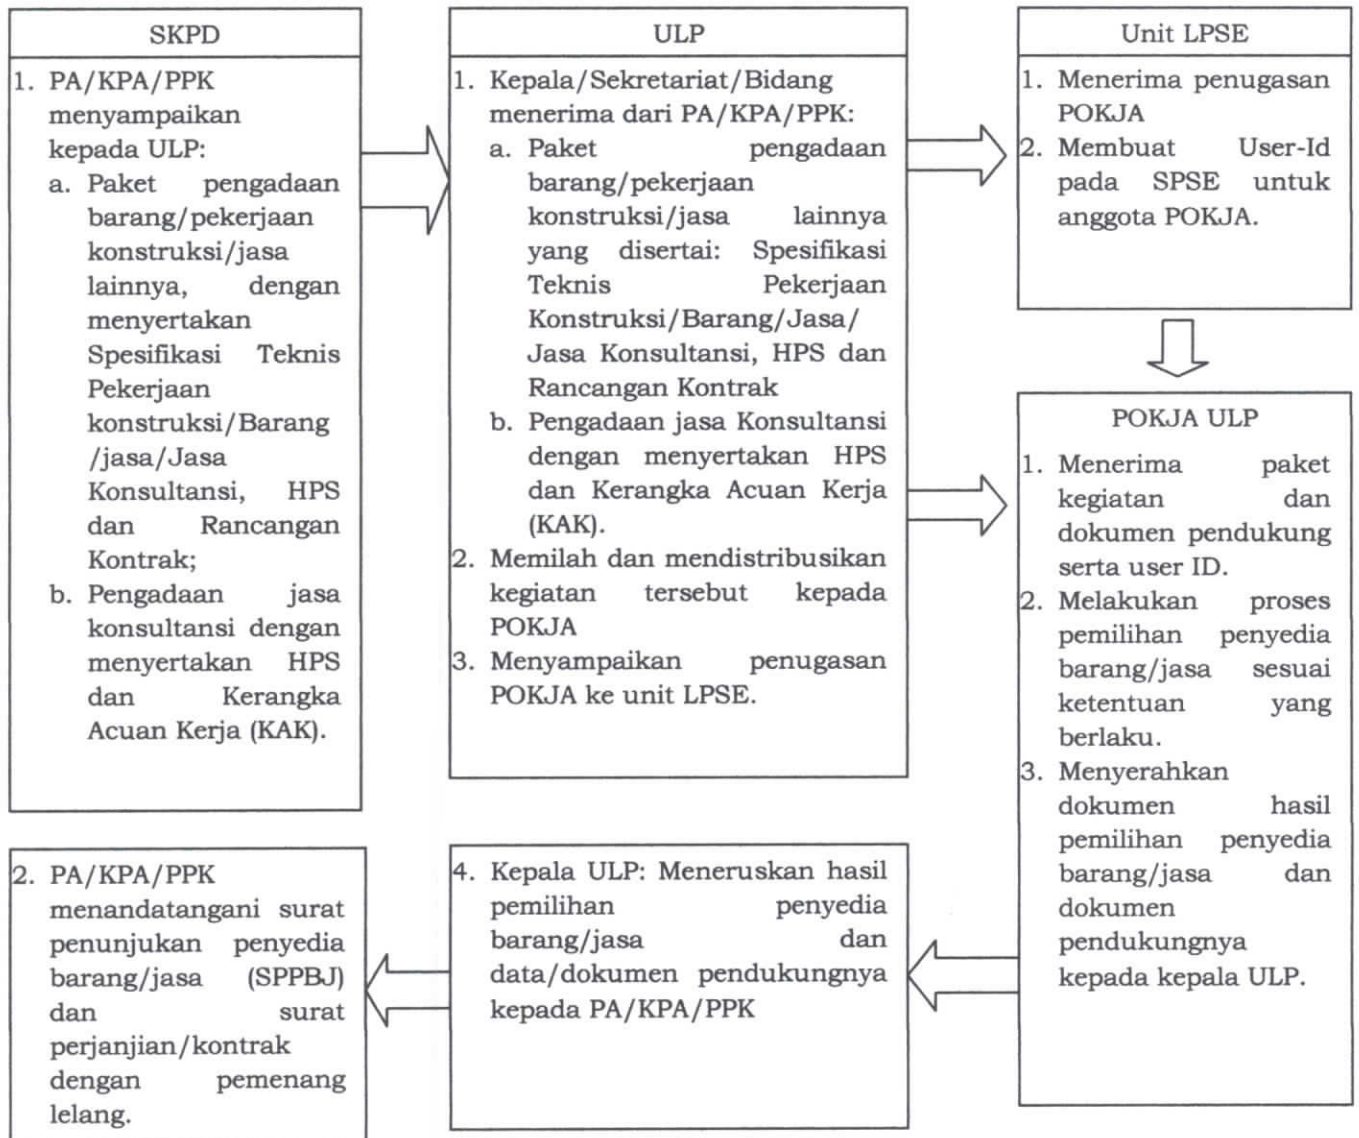 SKPD
1. PA/KPA/PPK
menyampaikan
kepada ULP:
a. Paket pengadaan
barang/pekerjaan
konstruksi/jasa
lainnya, dengan
menyertakan
Spesifikasi Teknis
Pekerjaan
konstruksi/Barang
/jasa/Jasa
Konsultansi, HPS
dan Rancangan
Kontrak;
b. Pengadaan jasa
konsultansi dengan
menyertakan HPS
dan Kerangka
Acuan Kerja (KAK).
ULP
1. Kepala/Sekretariat/Bidang
menerima dari PA/KPA/PPK:
a. Paket pengadaan
barang/pekerjaan
konstruksi/jasa lainnya
yang disertai: Spesifikasi
Teknis Pekerjaan
Konstruksi/Barang/Jasa/
Jasa Konsultansi, HPS dan
Rancangan Kontrak
b. Pengadaan jasa Konsultansi
dengan menyertakan HPS
dan Kerangka Acuan Kerja
(KAK).
2. Memilah dan mendistribusikan
kegiatan tersebut kepada
POKJA
3. Menyampaikan penugasan
POKJA ke unit LPSE.
Unit LPSE
1. Menerima penugasan
POKJA
2. Membuat User-Id
pada SPSE untuk
anggota POKJA.
POKJA ULP
1. Menerima paket
kegiatan dan
dokumen pendukung
serta user ID.
2. Melakukan proses
pemilihan penyedia
barang/jasa sesuai
ketentuan yang
berlaku.
3. Menyerahkan
dokumen hasil
pemilihan penyedia
barang/jasa dan
dokumen
pendukungnya
kepada kepala ULP.
4. Kepala ULP: Meneruskan hasil
pemilihan penyedia
barang/jasa dan
data/dokumen pendukungnya
kepada PA/KPA/PPK
2. PA/KPA/PPK
menandatangani surat
penunjukan penyedia
barang/jasa (SPPBJ)
dan surat
perjanjian/kontrak
dengan pemenang
lelang.